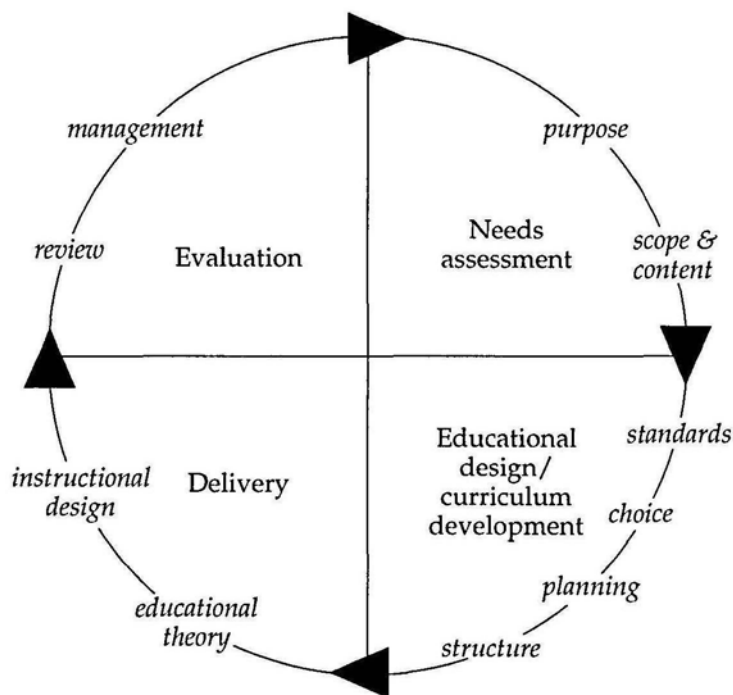 management
purpose
review
Evaluation
Needs
assessment
scope &
content
standards
Educational
design/
curriculum
development
choice
planning
structure
instructional
design
Delivery
educational
theory